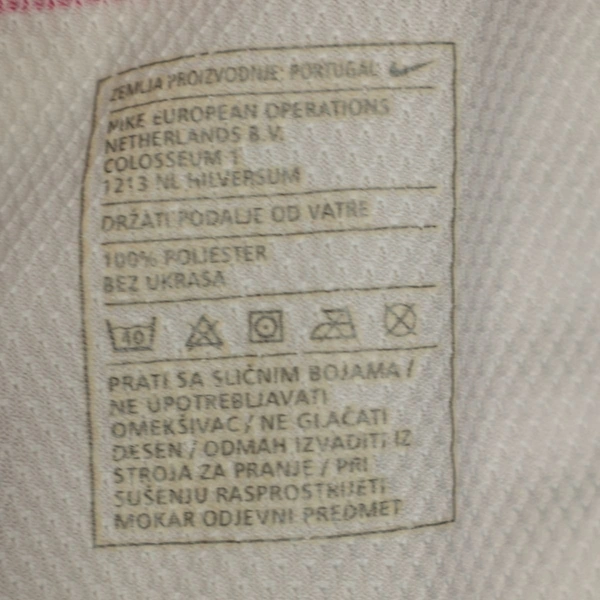 ZEMLJA PROIZVODNJE: PORTUGAL
NIKE EUROPEAN OPERATIONS
NETHERLANDS B.V.
COLOSSEUM 1
1213 NL HILVERSUM
DRŽATI PODALJE OD VATRE
100% POLIESTER
BEZ UKRASA
40
PRATI SA SLIČNIM BOJAMA /
NE UPOTREBLJAVATI
OMEKŠIVAC / NE GLAČATI
DESEN / ODMAH IZVADITI IZ
STROJA ZA PRANJE / PRI
SUŠENJU RASPROSTRIJETI
MOKAR ODJEVNI PREDMET